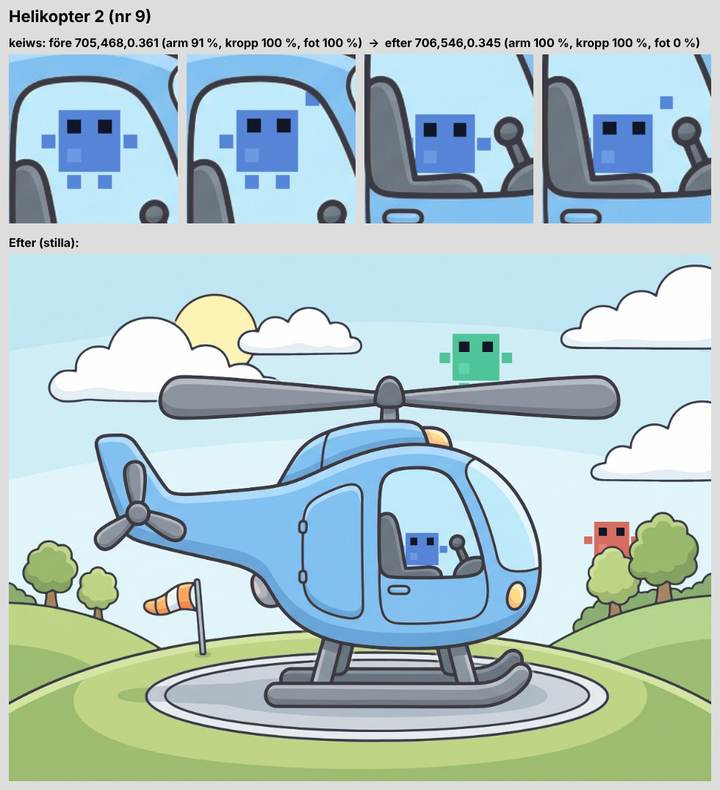 Helikopter 2 (nr 9)
keiws: före 705,468,0.361 (arm 91 %, kropp 100 %, fot 100 %) → efter 706,546,0.345 (arm 100 %, kropp 100 %, fot 0 %)
Efter (stilla):